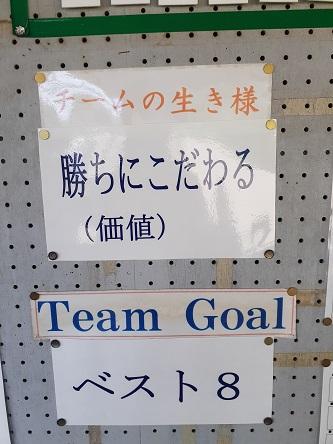 チームの生き様
勝ちにこだわる
（価値）
Team Goal
ベスト８